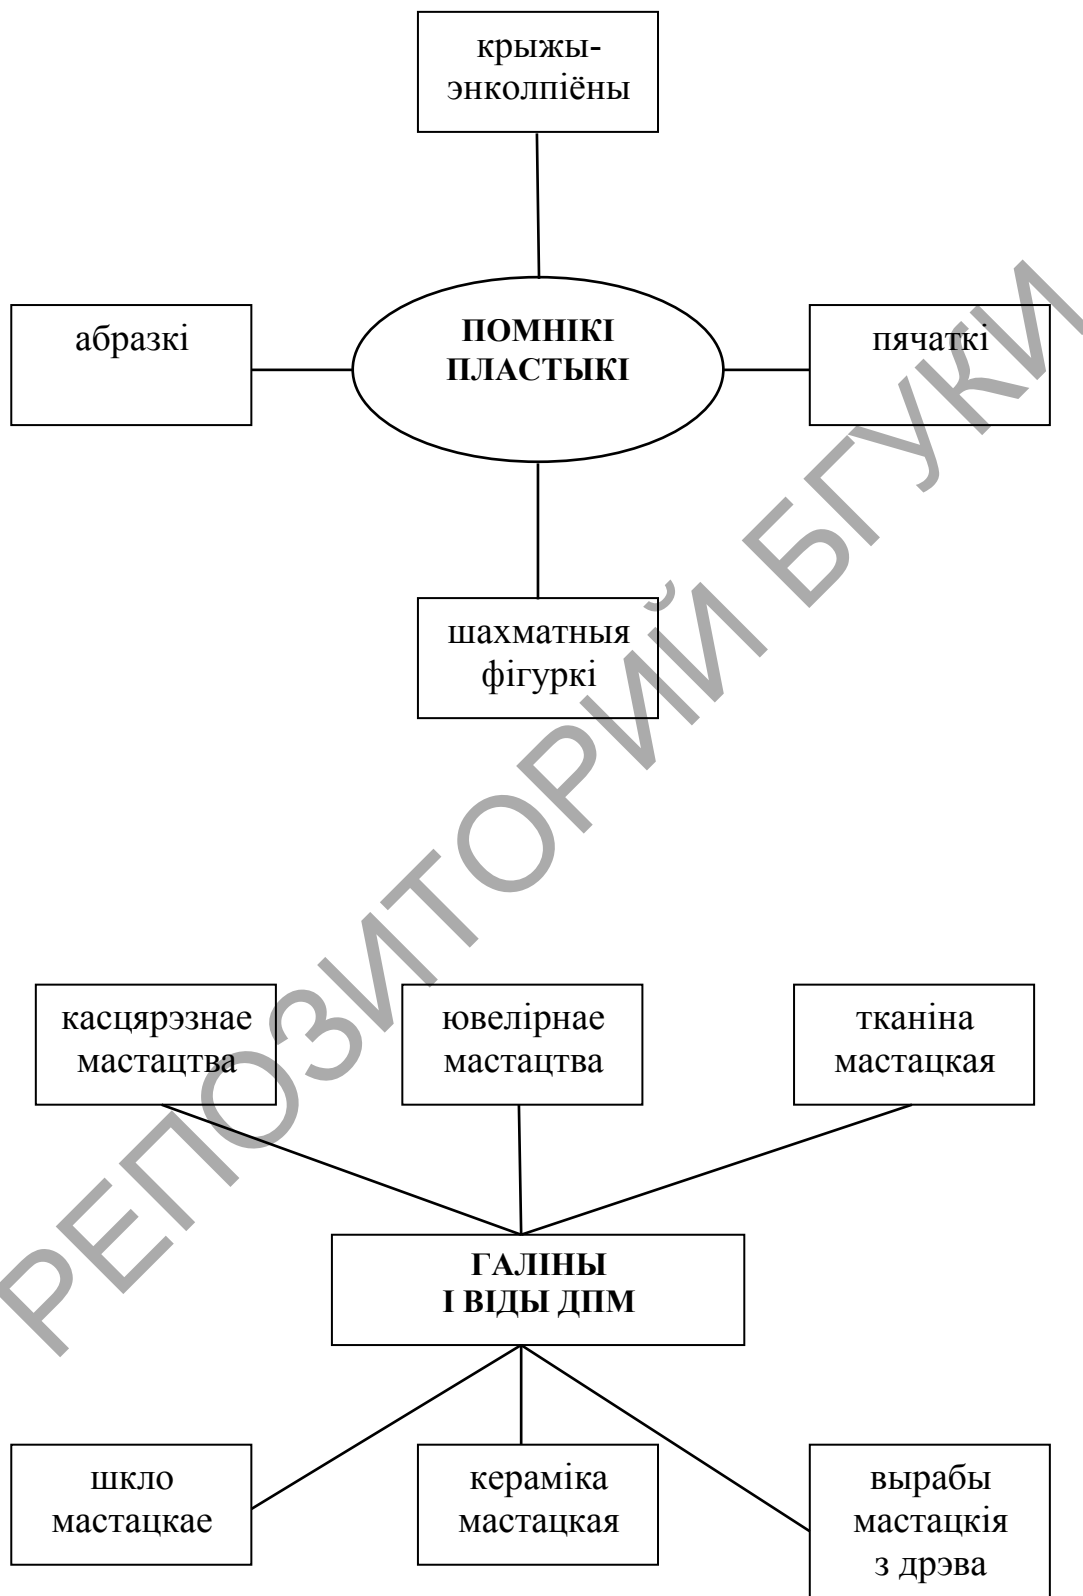 крыжы-
энколпіёны
абразкі
ПОМНІКІ
ПЛАСТЫКІ
пячаткі
шахматныя
фігуркі
касцярэзнае
мастацтва
ювелірнае
мастацтва
тканіна
мастацкая
ГАЛІНЫ
І ВІДЫ ДПМ
шкло
мастацкае
кераміка
мастацкая
вырабы
мастацкія
з дрэва
РЕПОЗИТОРИЙ БГУКИ